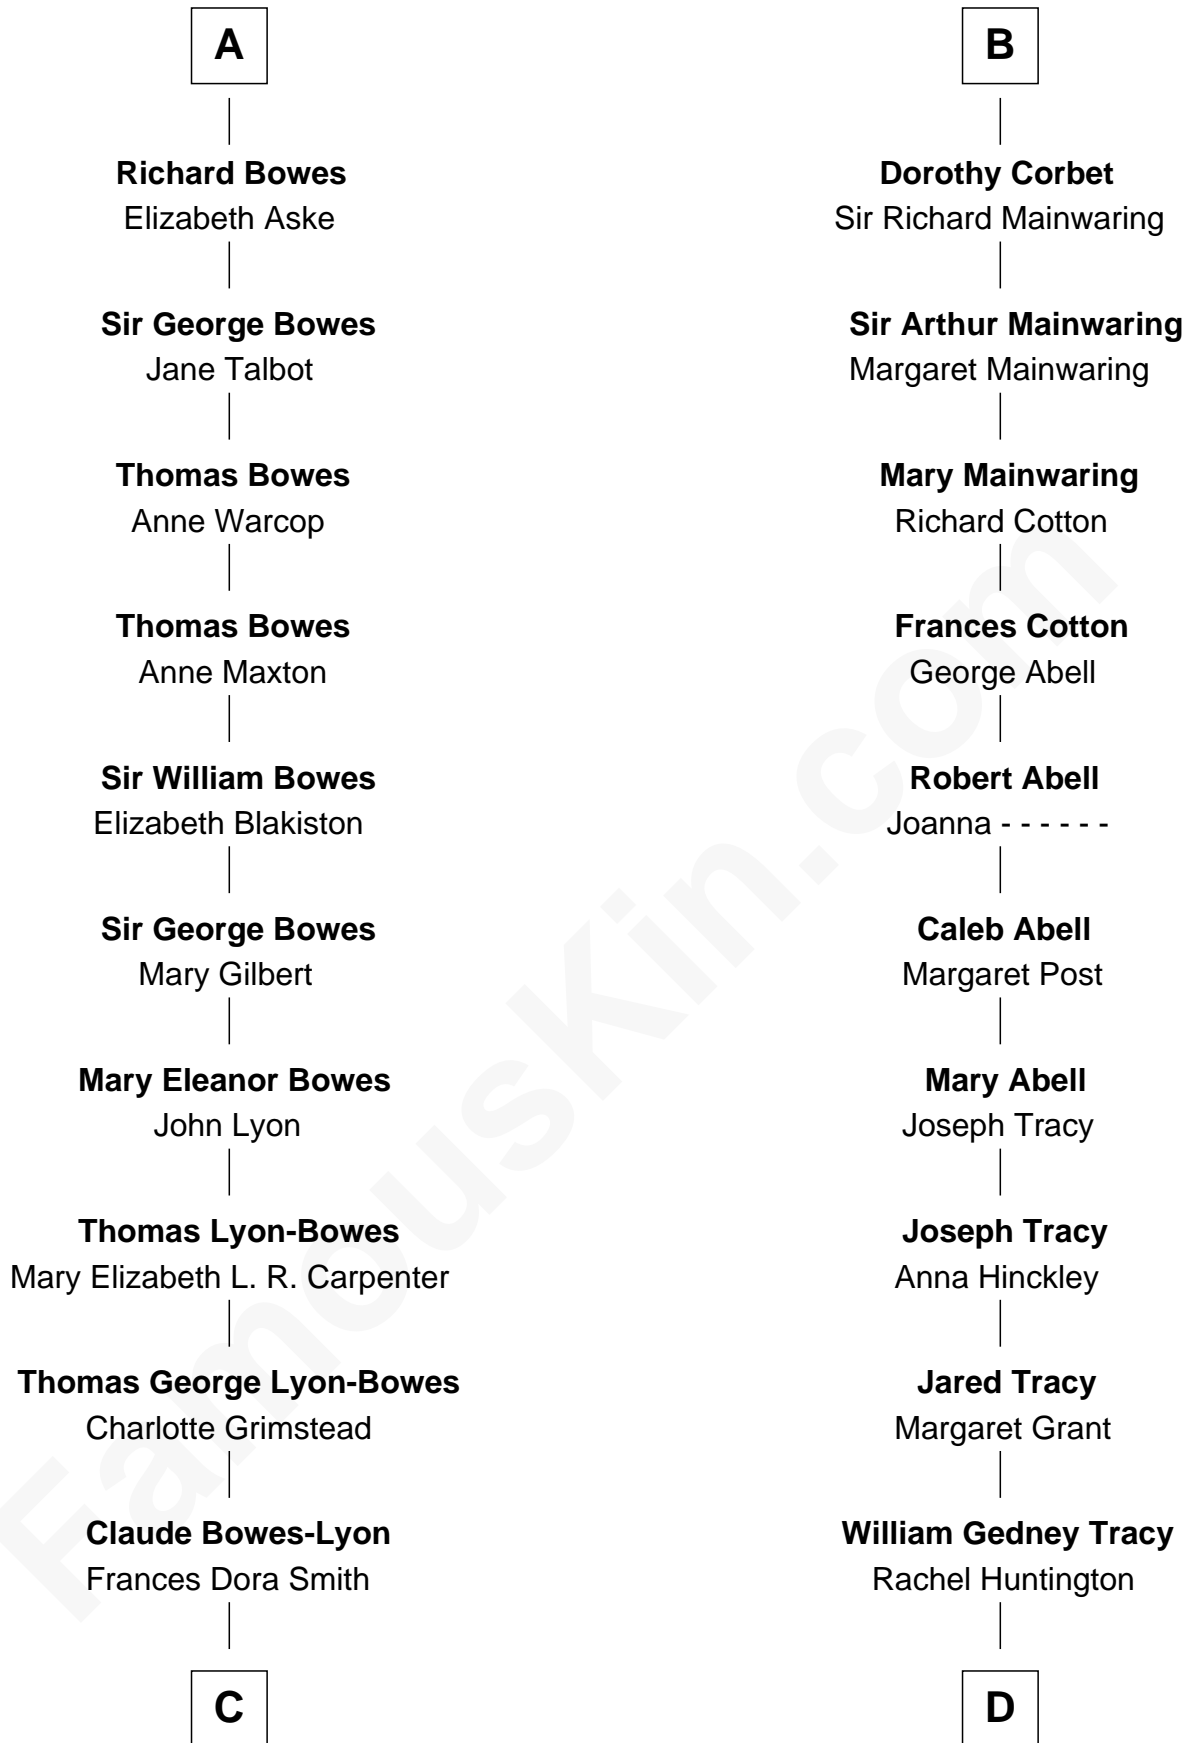 A
Richard Bowes
Elizabeth Aske
Sir George Bowes
Jane Talbot
Thomas Bowes
Anne Warcop
Thomas Bowes
Anne Maxton
Sir William Bowes
Elizabeth Blakiston
Sir George Bowes
Mary Gilbert
Mary Eleanor Bowes
John Lyon
Thomas Lyon-Bowes
Mary Elizabeth L. R. Carpenter
Thomas George Lyon-Bowes
Charlotte Grimstead
Claude Bowes-Lyon
Frances Dora Smith
C
B
Dorothy Corbet
Sir Richard Mainwaring
Sir Arthur Mainwaring
Margaret Mainwaring
Mary Mainwaring
Richard Cotton
Frances Cotton
George Abell
Robert Abell
Joanna - - - - - -
Caleb Abell
Margaret Post
Mary Abell
Joseph Tracy
Joseph Tracy
Anna Hinckley
Jared Tracy
Margaret Grant
William Gedney Tracy
Rachel Huntington
D
FamousKin.com